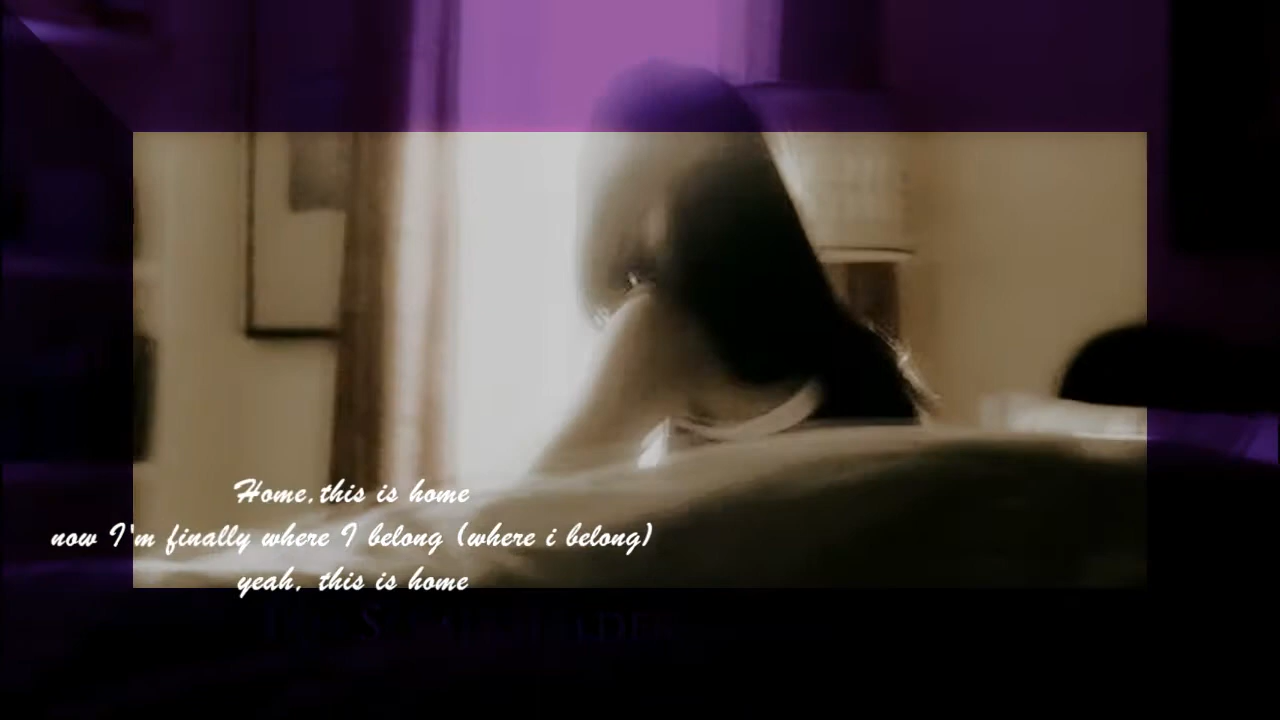 Home, this is home
now I'm finally where I belong (where i belong)
yeah, this is home